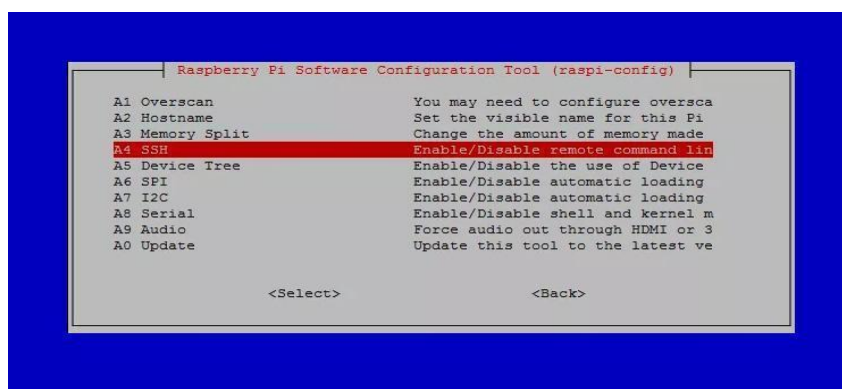 Raspberry Pi Software Configuration Tool (raspi-config)
A1 Overscan You may need to configure oversca
A2 Hostname Set the visible name for this Pi
A3 Memory Split Change the amount of memory made
A4 SSH Enable/Disable remote command lin
A5 Device Tree Enable/Disable the use of Device
A6 SPI Enable/Disable automatic loading
A7 I2C Enable/Disable automatic loading
A8 Serial Enable/Disable shell and kernel m
A9 Audio Force audio out through HDMI or 3
A0 Update Update this tool to the latest ve
<Select> <Back>